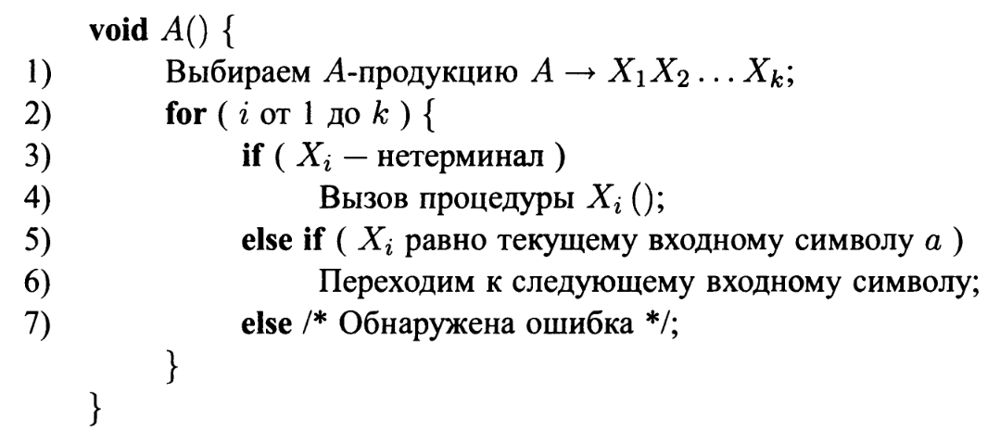 void A() {
1) Выбираем A-продукцию A → X₁X₂ . . . Xₖ;
2) for ( i от 1 до k ) {
3) if ( Xᵢ — нетерминал )
4) Вызов процедуры Xᵢ ();
5) else if ( Xᵢ равно текущему входному символу a )
6) Переходим к следующему входному символу;
7) else /* Обнаружена ошибка */;
}
}